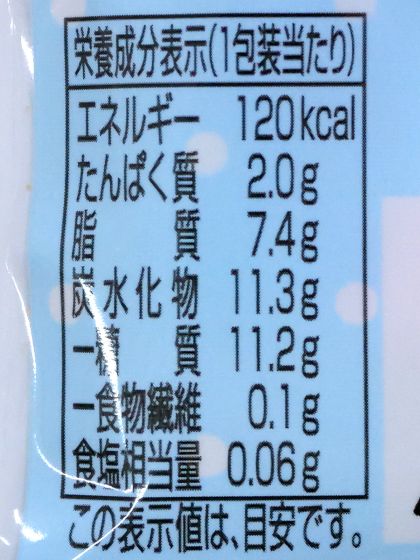 栄養成分表示(1包装当たり)
エネルギー 120kcal
たんぱく質 2.0g
脂質 7.4g
炭水化物 11.3g
-糖質 11.2g
-食物繊維 0.1g
食塩相当量 0.06g
この表示値は、目安です。